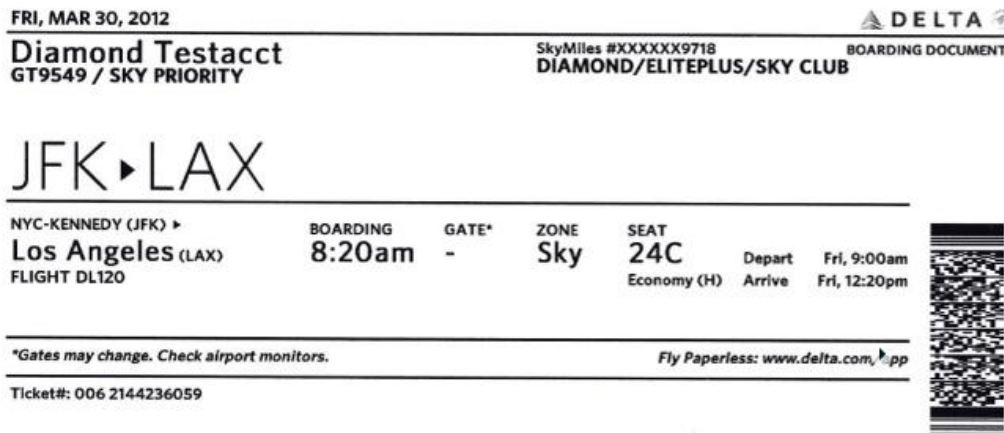 FRI, MAR 30, 2012
DELTA
Diamond Testacct
GT9549 / SKY PRIORITY
SkyMiles #XXXXXX9718
DIAMOND/ELITEPLUS/SKY CLUB
BOARDING DOCUMENT
JFK▸LAX
NYC-KENNEDY (JFK) ▸
Los Angeles (LAX)
FLIGHT DL120
BOARDING
8:20am
GATE*
-
ZONE
Sky
SEAT
24C
Economy (H)
Depart Fri, 9:00am
Arrive Fri, 12:20pm
*Gates may change. Check airport monitors.
Fly Paperless: www.delta.com/
Ticket#: 006 2144236059